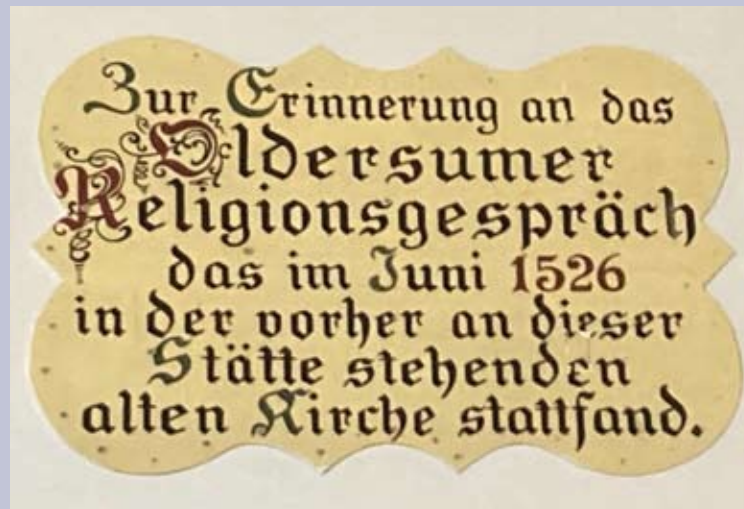 Zur Erinnerung an das
Oldersumer
Religionsgespräch
das im Juni 1526
in der vorher an dieser
Stätte stehenden
alten Kirche stattfand.